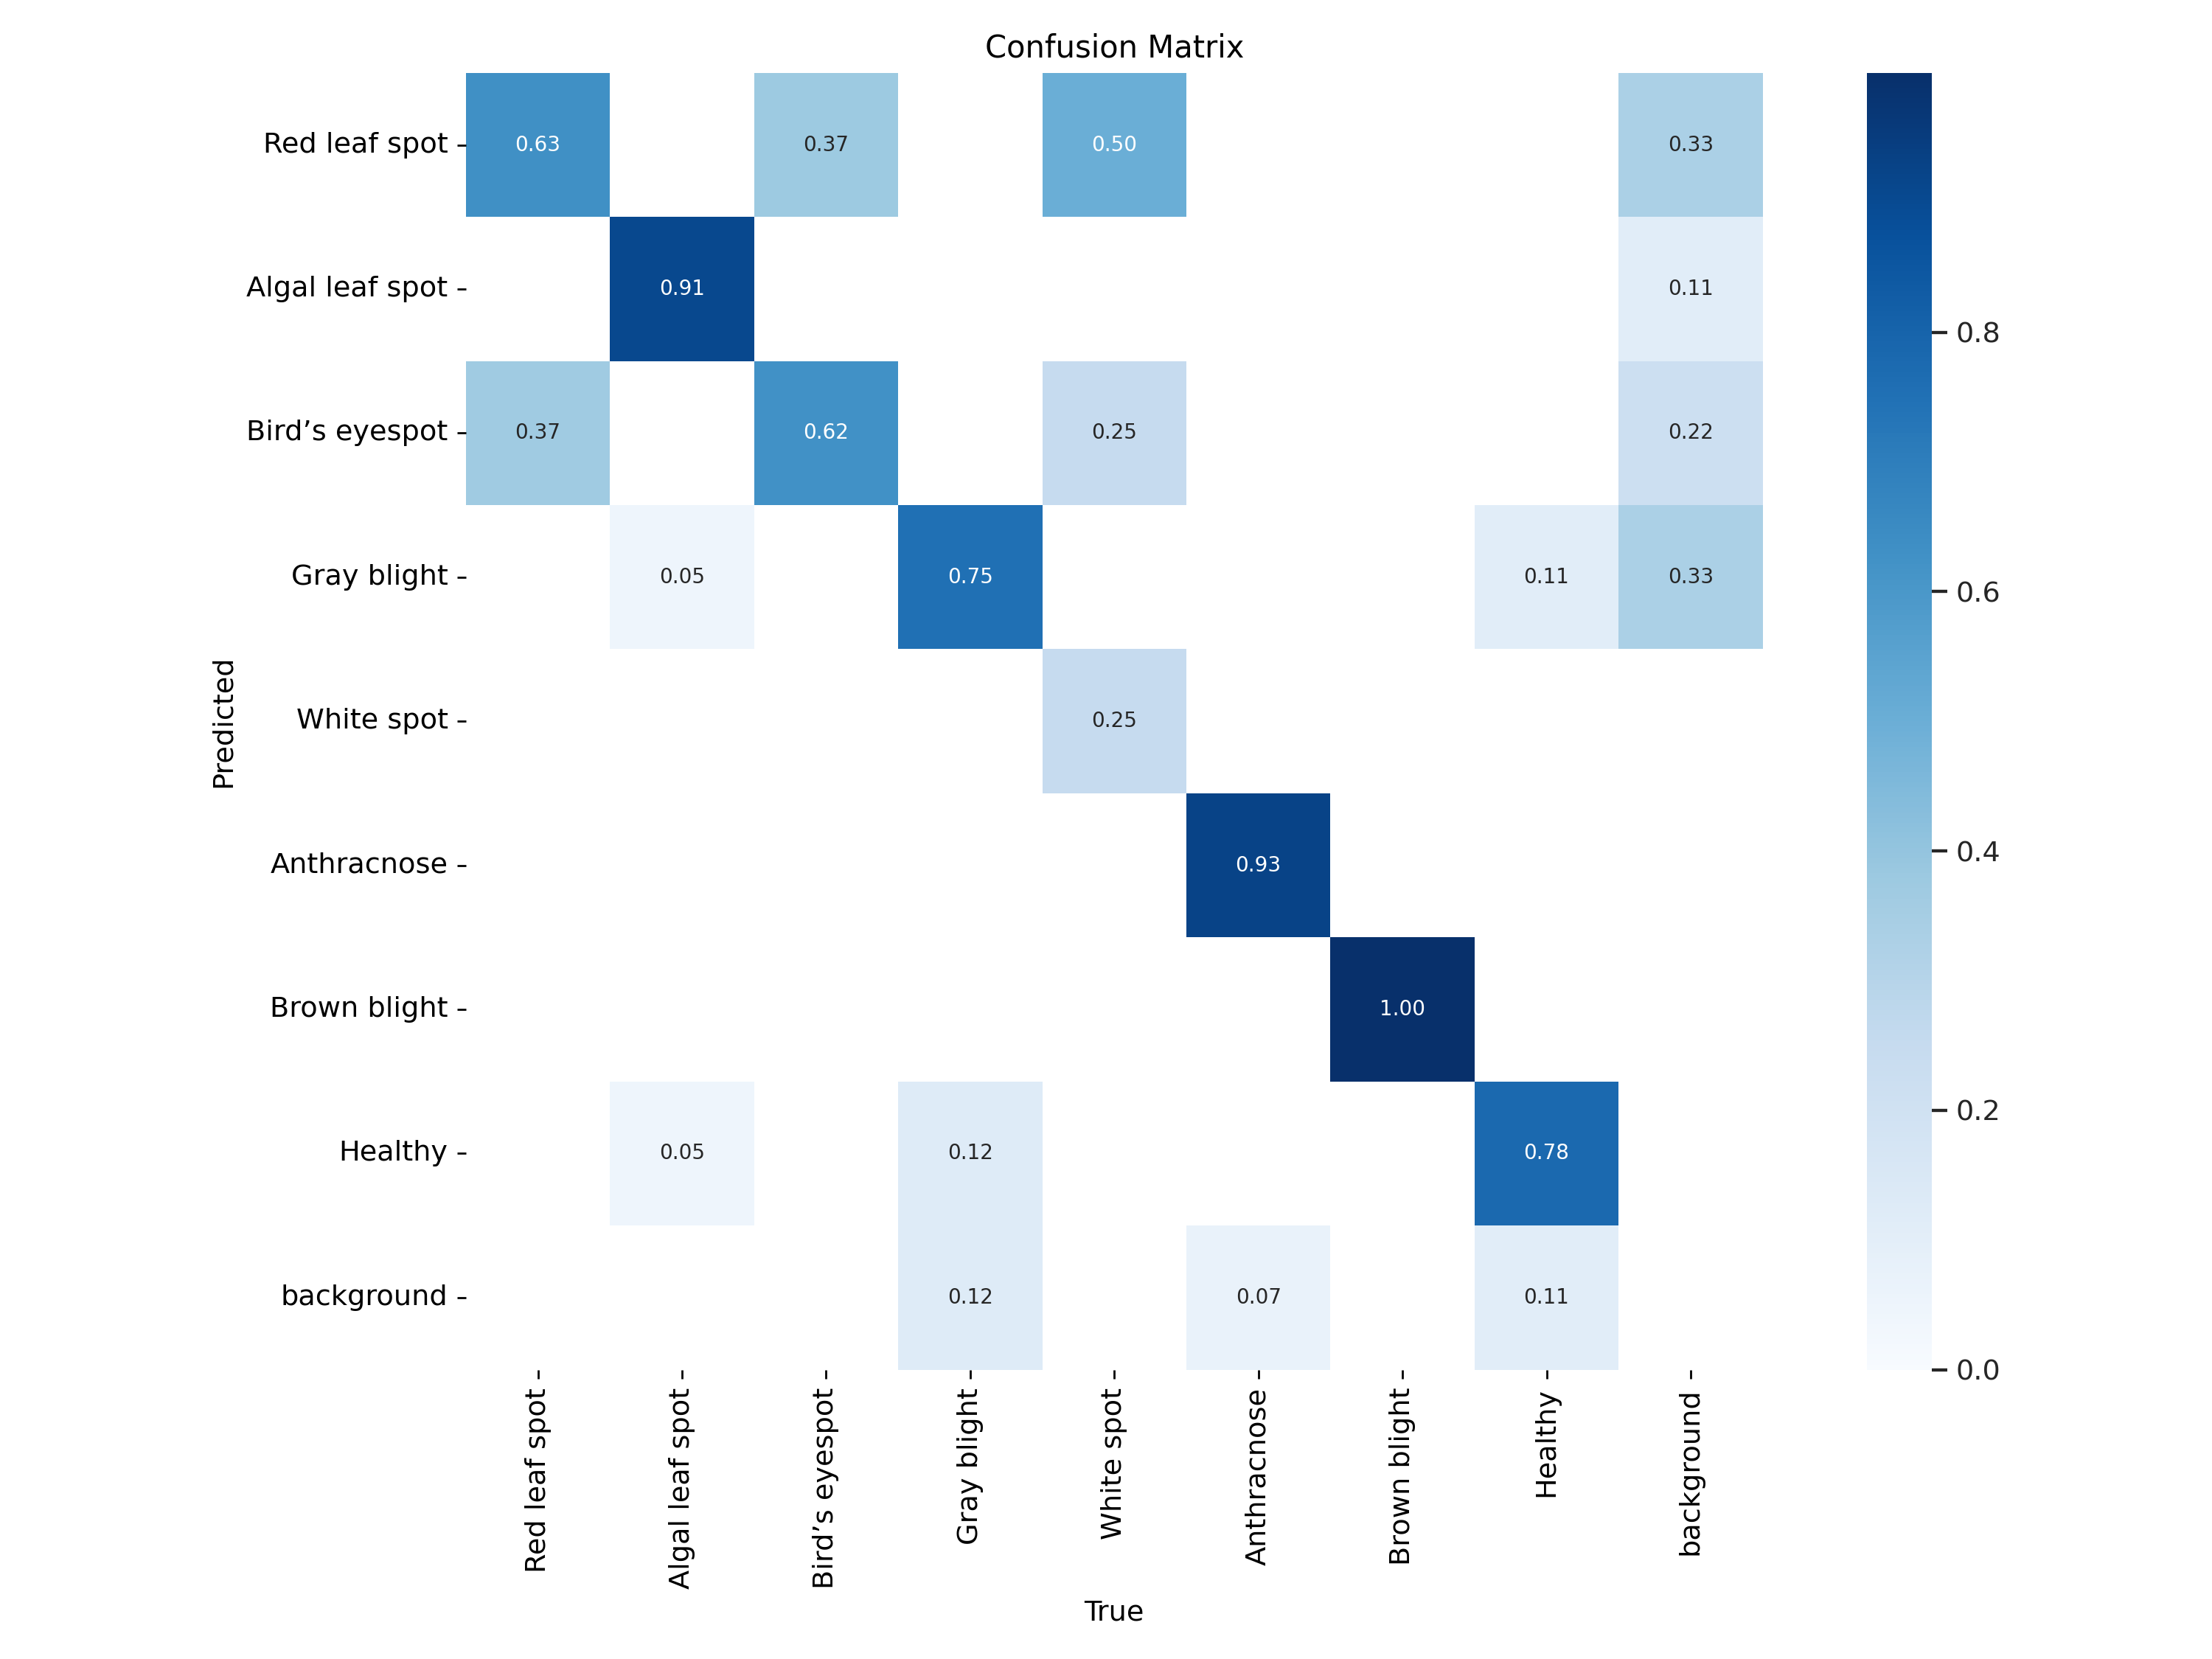 Confusion Matrix
Red leaf spot 0.63 0.37 0.50 0.33
Algal leaf spot 0.91 0.11
0.8
Bird’s eyespot 0.37 0.62 0.25 0.22
Gray blight 0.05 0.75 0.11 0.33
0.6
White spot 0.25
Predicted
Anthracnose 0.93
0.4
Brown blight 1.00
0.2
Healthy 0.05 0.12 0.78
background 0.12 0.07 0.11
0.0
Red leaf spot
Algal leaf spot
Bird’s eyespot
Gray blight
White spot
Anthracnose
Brown blight
Healthy
background
True